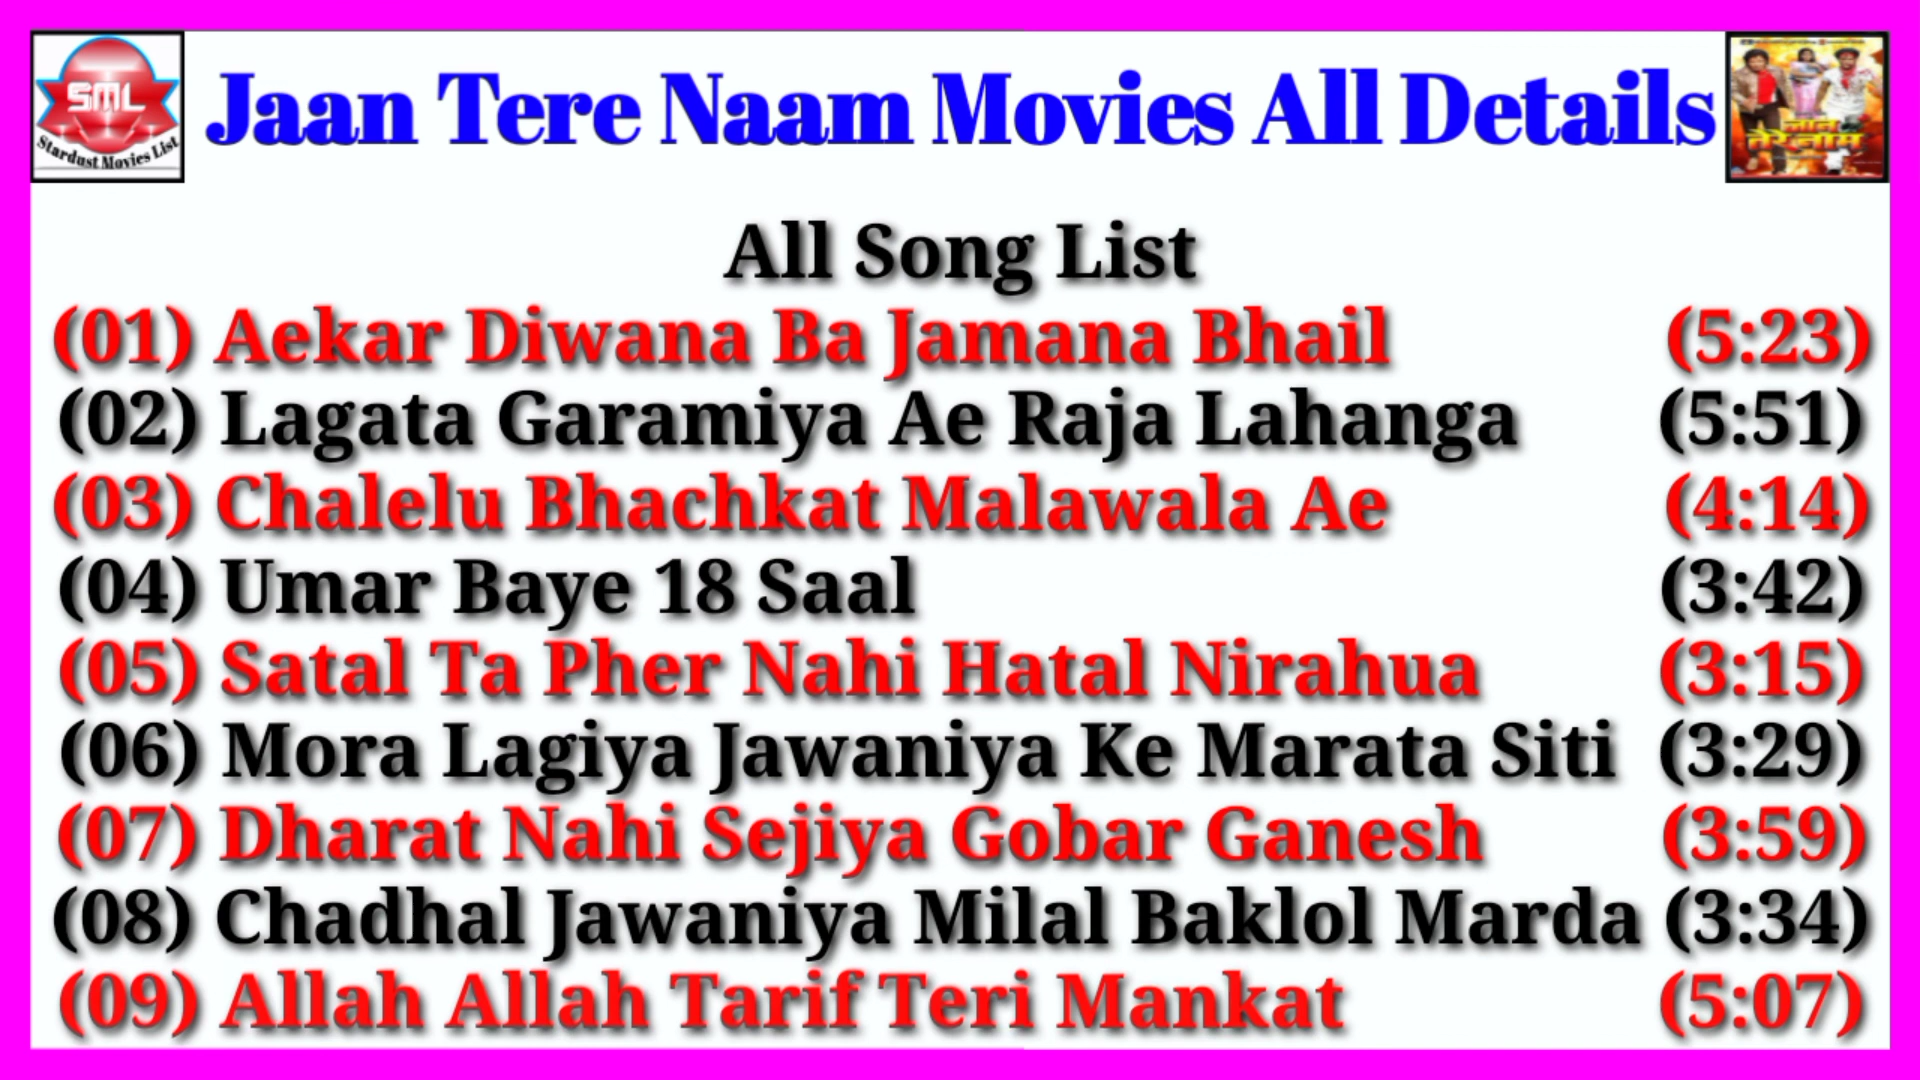 SML
Stardust Movies List
Jaan Tere Naam Movies All Details
जान
तेरे नाम
All Song List
(01) Aekar Diwana Ba Jamana Bhail (5:23)
(02) Lagata Garamiya Ae Raja Lahanga (5:51)
(03) Chalelu Bhachkat Malawala Ae (4:14)
(04) Umar Baye 18 Saal (3:42)
(05) Satal Ta Pher Nahi Hatal Nirahua (3:15)
(06) Mora Lagiya Jawaniya Ke Marata Siti (3:29)
(07) Dharat Nahi Sejiya Gobar Ganesh (3:59)
(08) Chadhal Jawaniya Milal Baklol Marda (3:34)
(09) Allah Allah Tarif Teri Mankat (5:07)